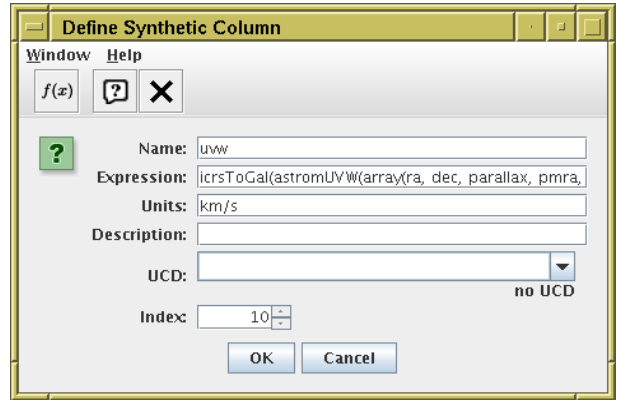 Define Synthetic Column
Window Help
f(x)
Name: uvw
Expression: icrsToGal(astromUVW(array(ra, dec, parallax, pmra,
Units: km/s
Description:
UCD:
no UCD
Index: 10
OK Cancel